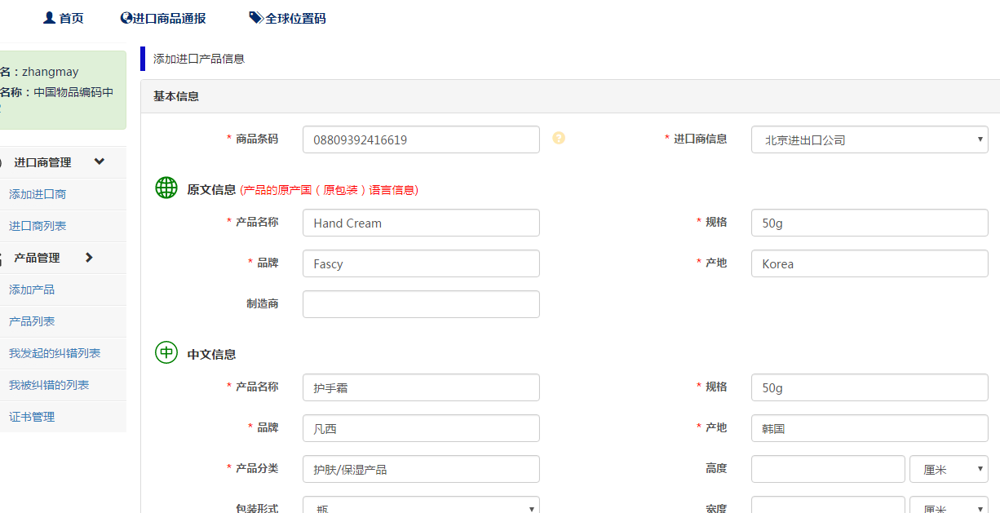 首页 进口商品通报 全球位置码
名：zhangmay
名称：中国物品编码中
添加进口产品信息
基本信息
* 商品条码 08809392416619 ? * 进口商信息 北京进出口公司
进口商管理
添加进口商
进口商列表
产品管理
添加产品
产品列表
我发起的纠错列表
我被纠错的列表
证书管理
原文信息 (产品的原产国（原包装）语言信息)
* 产品名称 Hand Cream * 规格 50g
* 品牌 Fascy * 产地 Korea
制造商
中 中文信息
* 产品名称 护手霜 * 规格 50g
* 品牌 凡西 * 产地 韩国
* 产品分类 护肤/保湿产品 高度 厘米
包装形式 瓶 宽度 厘米